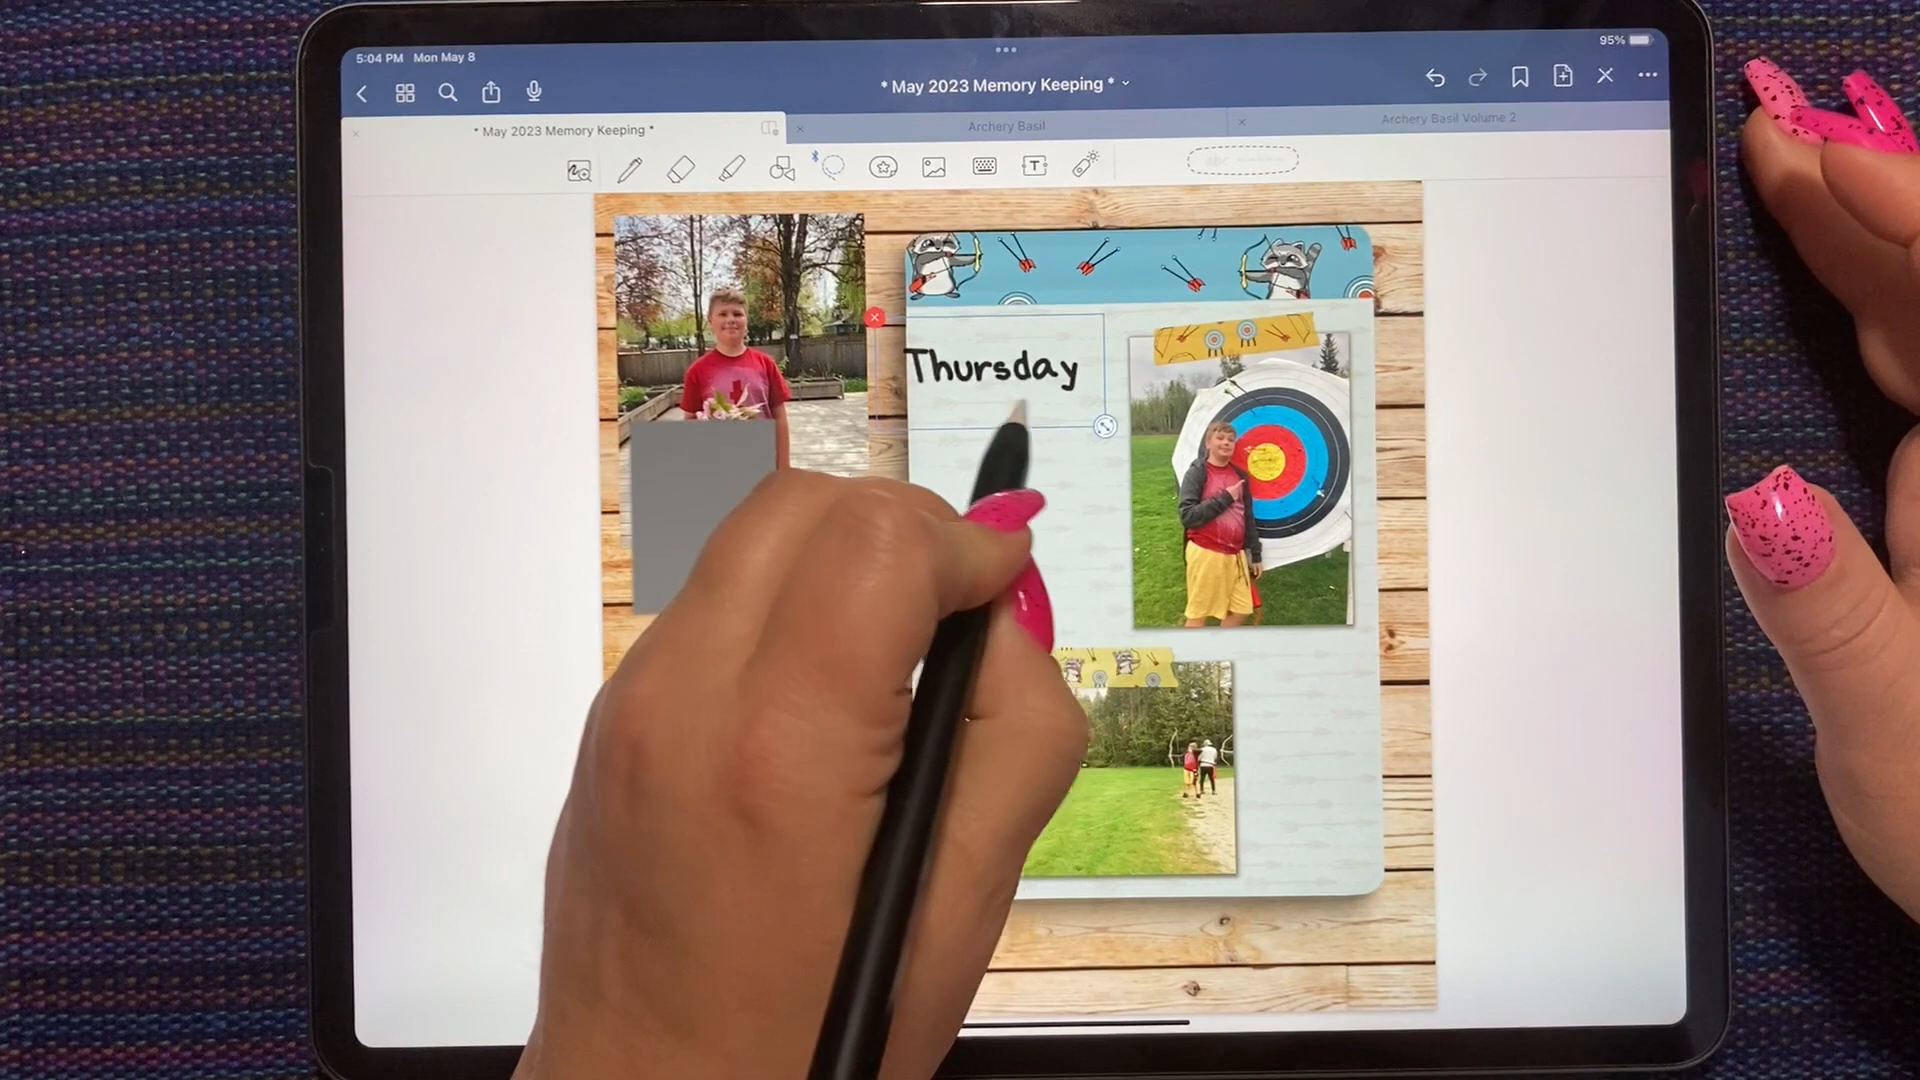 5:04 PM Mon May 8
95%
* May 2023 Memory Keeping *
* May 2023 Memory Keeping *
Archery Basil
Archery Basil Volume 2
T
abc
Thursday